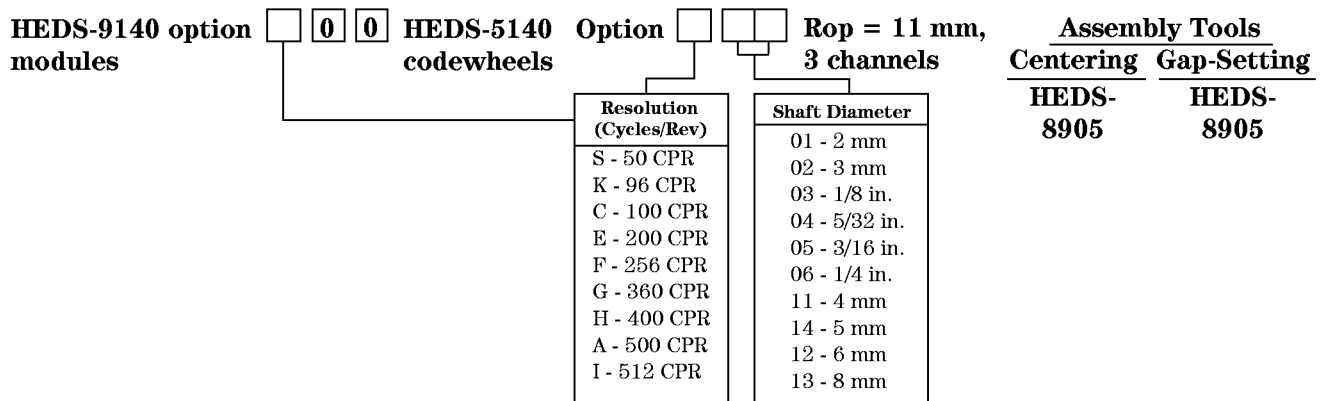 HEDS-9140 option 0 0 HEDS-5140 Option Rop = 11 mm, Assembly Tools
modules codewheels 3 channels Centering Gap-Setting
HEDS- HEDS-
8905 8905
Resolution
(Cycles/Rev)
S - 50 CPR
K - 96 CPR
C - 100 CPR
E - 200 CPR
F - 256 CPR
G - 360 CPR
H - 400 CPR
A - 500 CPR
I - 512 CPR
Shaft Diameter
01 - 2 mm
02 - 3 mm
03 - 1/8 in.
04 - 5/32 in.
05 - 3/16 in.
06 - 1/4 in.
11 - 4 mm
14 - 5 mm
12 - 6 mm
13 - 8 mm